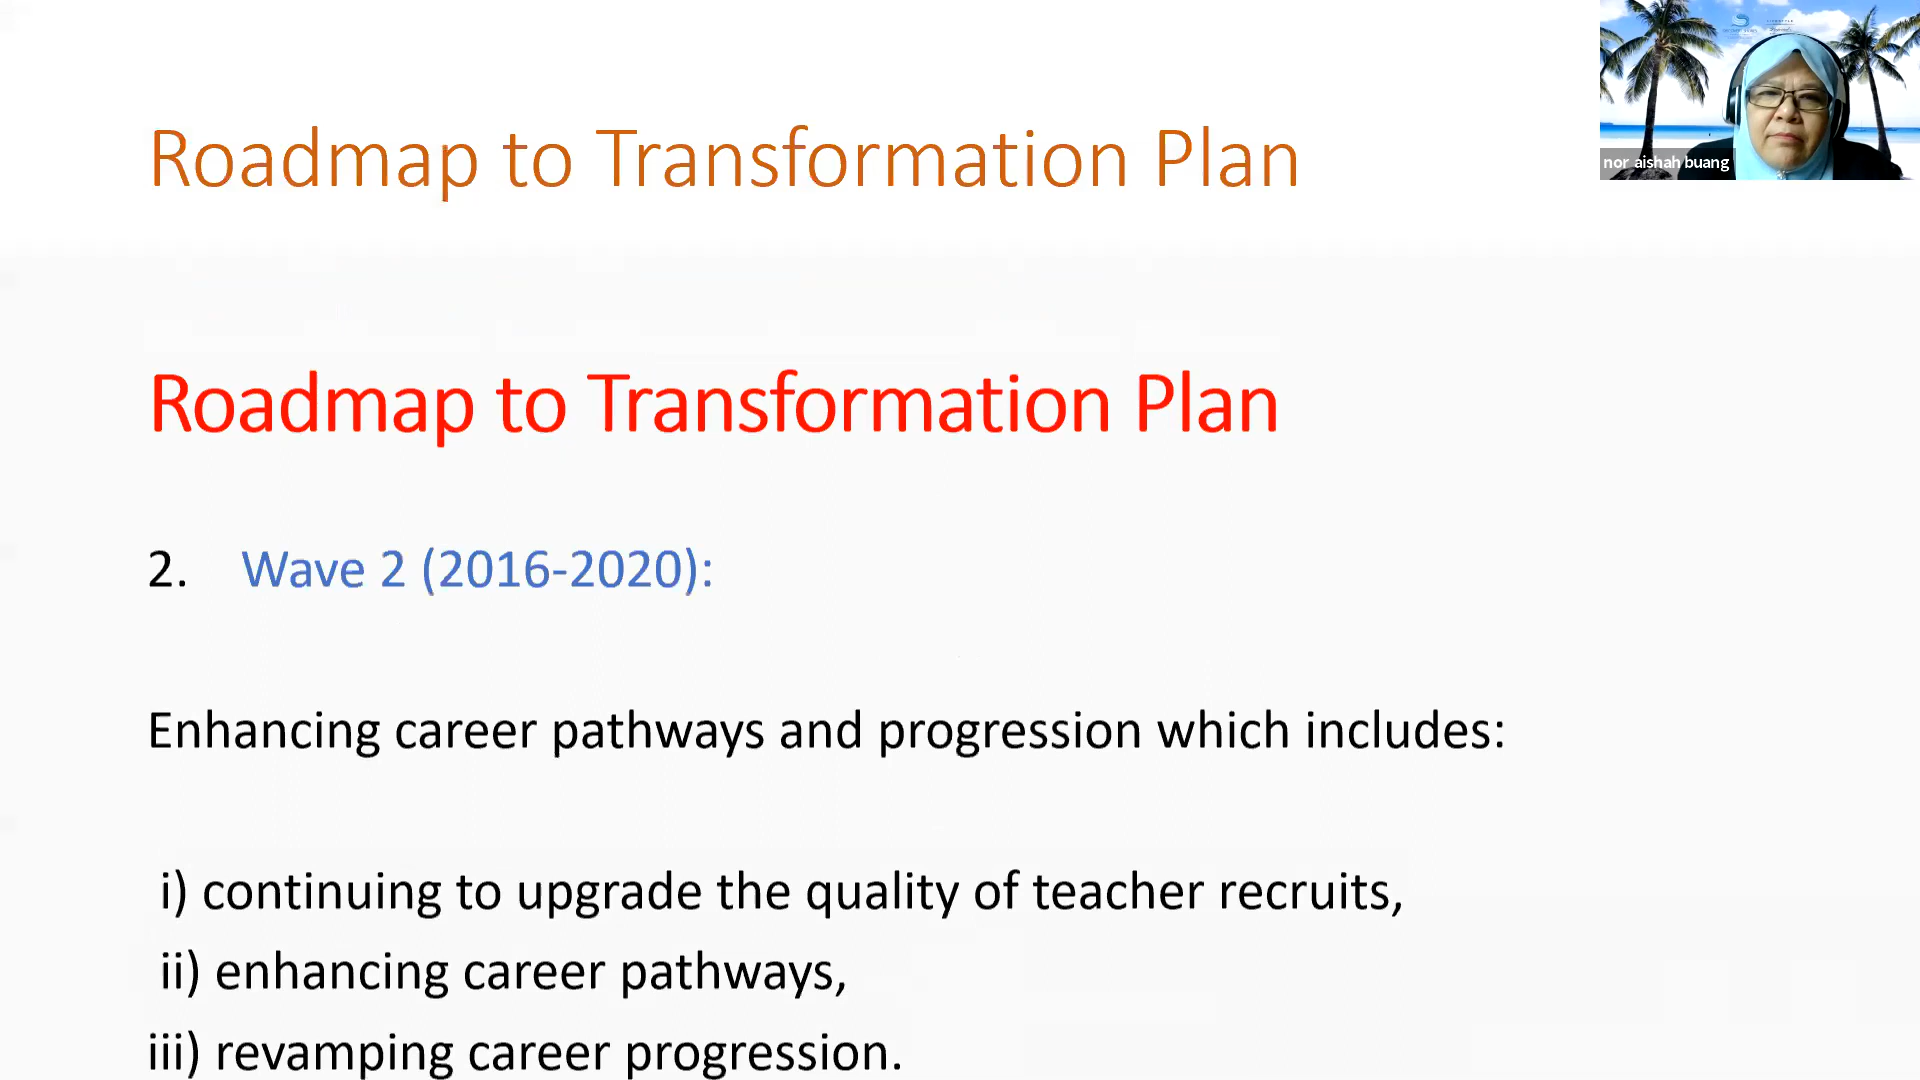 Roadmap to Transformation Plan
nor aishah buang
Roadmap to Transformation Plan
2. Wave 2 (2016-2020):
Enhancing career pathways and progression which includes:
i) continuing to upgrade the quality of teacher recruits,
ii) enhancing career pathways,
iii) revamping career progression.